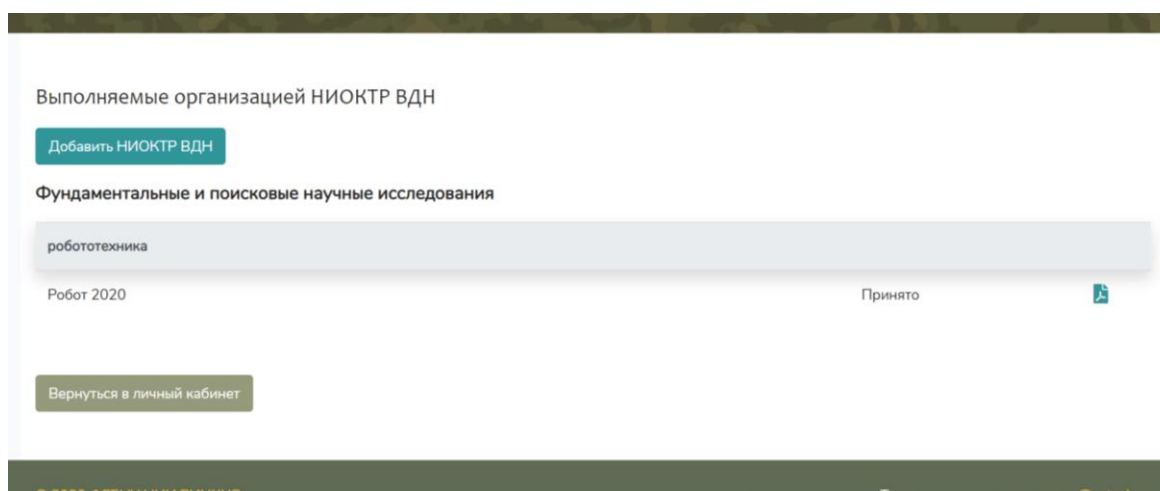 Выполняемые организацией НИОКТР ВДН
Добавить НИОКТР ВДН
Фундаментальные и поисковые научные исследования
робототехника
Робот 2020 Принято
Вернуться в личный кабинет